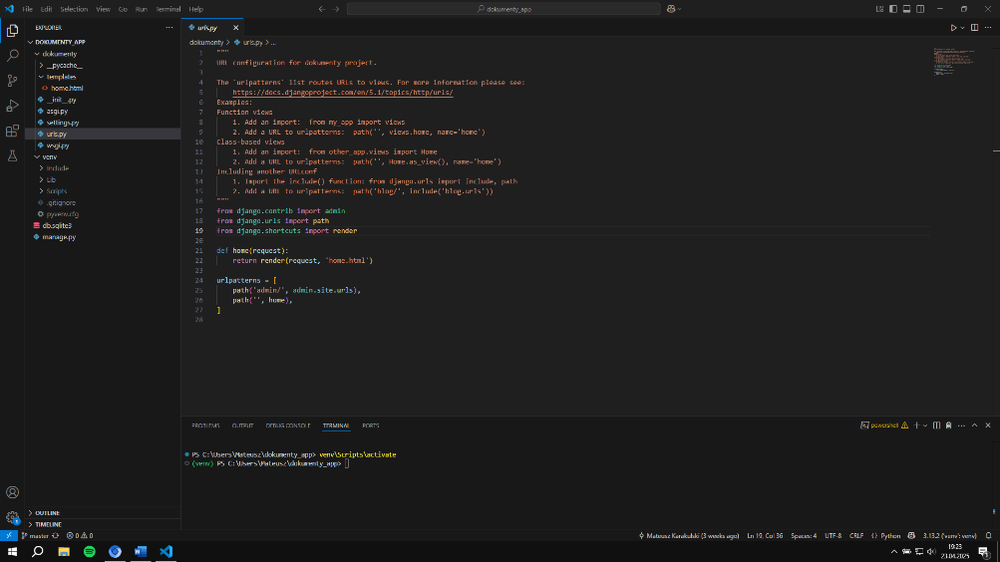 File Edit Selection View Go Run Terminal Help
dokumenty_app
EXPLORER
DOKUMENTY_APP
dokumenty
__pycache__
templates
home.html
__init__.py
asgi.py
settings.py
urls.py
wsgi.py
venv
Include
Lib
Scripts
.gitignore
pyvenv.cfg
db.sqlite3
manage.py
OUTLINE
TIMELINE
urls.py
dokumenty > urls.py > ...
1 """
2 URL configuration for dokumenty project.
3
4 The `urlpatterns` list routes URLs to views. For more information please see:
5 https://docs.djangoproject.com/en/5.1/topics/http/urls/
6 Examples:
7 Function views
8 1. Add an import:  from my_app import views
9 2. Add a URL to urlpatterns:  path('', views.home, name='home')
10 Class-based views
11 1. Add an import:  from other_app.views import Home
12 2. Add a URL to urlpatterns:  path('', Home.as_view(), name='home')
13 Including another URLconf
14 1. Import the include() function: from django.urls import include, path
15 2. Add a URL to urlpatterns:  path('blog/', include('blog.urls'))
16 """
17 from django.contrib import admin
18 from django.urls import path
19 from django.shortcuts import render
20
21 def home(request):
22 return render(request, 'home.html')
23
24 urlpatterns = [
25 path('admin/', admin.site.urls),
26 path('', home),
27 ]
28
PROBLEMS OUTPUT DEBUG CONSOLE TERMINAL PORTS
powershell
PS C:\Users\Mateusz\dokumenty_app> venv\Scripts\activate
(venv) PS C:\Users\Mateusz\dokumenty_app>
master 0 0
Mateusz Karakulski (3 weeks ago) Ln 19, Col 36 Spaces: 4 UTF-8 CRLF Python 3.13.2 ('venv': venv)
19:23
23.04.2025